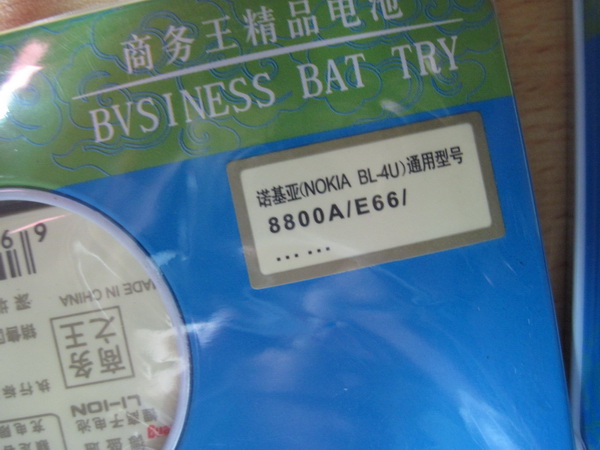 商务王精品电池
BVSINESS BAT TRY
诺基亚(NOKIA BL-4U)通用型号
8800A/E66/
……
MADE IN CHINA
商之
务王
LI-ION